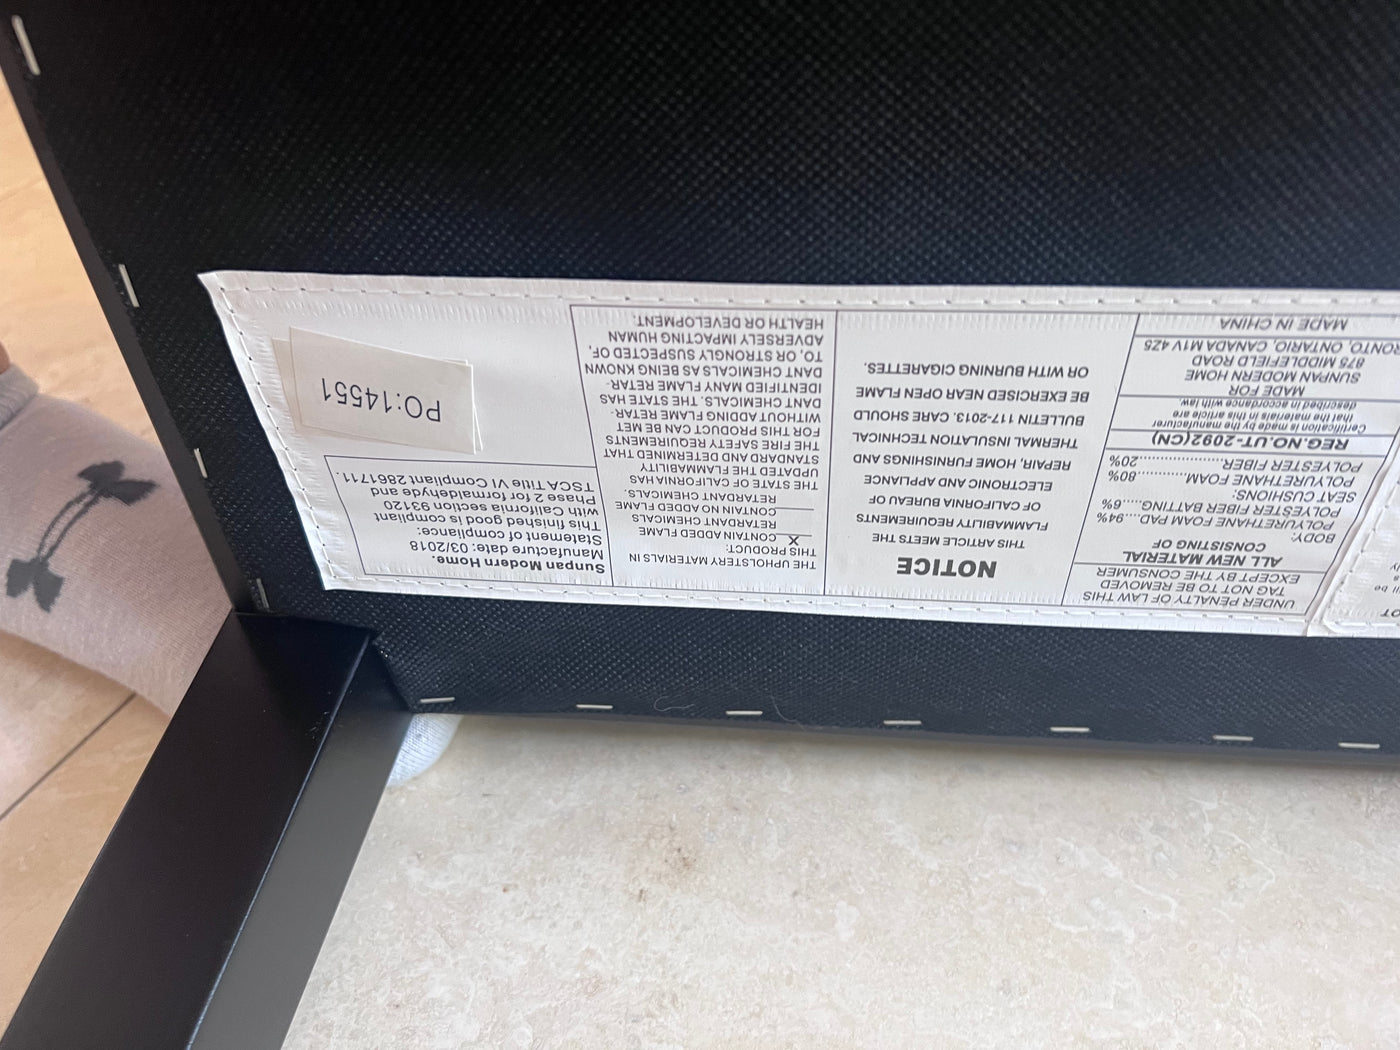 UNDER PENALTY OF LAW THIS
TAG NOT TO BE REMOVED
EXCEPT BY THE CONSUMER
ALL NEW MATERIAL
CONSISTING OF
BODY:
POLYURETHANE FOAM PAD....94%
POLYESTER FIBER BATTING.....6%
SEAT CUSHIONS:
POLYURETHANE FOAM..............80%
POLYESTER FIBER......................20%
REG.NO.UT-2092(CN)
Certification is made by the manufacturer
that the materials in this article are
described in accordance with law
MADE FOR
SUNPAN MODERN HOME
875 MIDDLEFIELD ROAD
RONTO, ONTARIO, CANADA M1V 4Z5
MADE IN CHINA
NOTICE
THIS ARTICLE MEETS THE
FLAMMABILITY REQUIREMENTS
OF CALIFORNIA BUREAU OF
ELECTRONIC AND APPLIANCE
REPAIR, HOME FURNISHINGS AND
THERMAL INSULATION TECHNICAL
BULLETIN 117-2013. CARE SHOULD
BE EXERCISED NEAR OPEN FLAME
OR WITH BURNING CIGARETTES.
THE UPHOLSTERY MATERIALS IN
THIS PRODUCT:
X CONTAIN ADDED FLAME
RETARDANT CHEMICALS
____ CONTAIN NO ADDED FLAME
RETARDANT CHEMICALS.
THE STATE OF CALIFORNIA HAS
UPDATED THE FLAMMABILITY
STANDARD AND DETERMINED THAT
THE FIRE SAFETY REQUIREMENTS
FOR THIS PRODUCT CAN BE MET
WITHOUT ADDING FLAME RETAR-
DANT CHEMICALS. THE STATE HAS
IDENTIFIED MANY FLAME RETAR-
DANT CHEMICALS AS BEING KNOWN
TO, OR STRONGLY SUSPECTED OF,
ADVERSELY IMPACTING HUMAN
HEALTH OR DEVELOPMENT.
Sunpan Modern Home.
Manufacture date: 03/2018
Statement of compliance:
This finished good is compliant
with California section 93120
Phase 2 for formaldehyde and
TSCA Title VI Compliant 2861711.
PO:14551